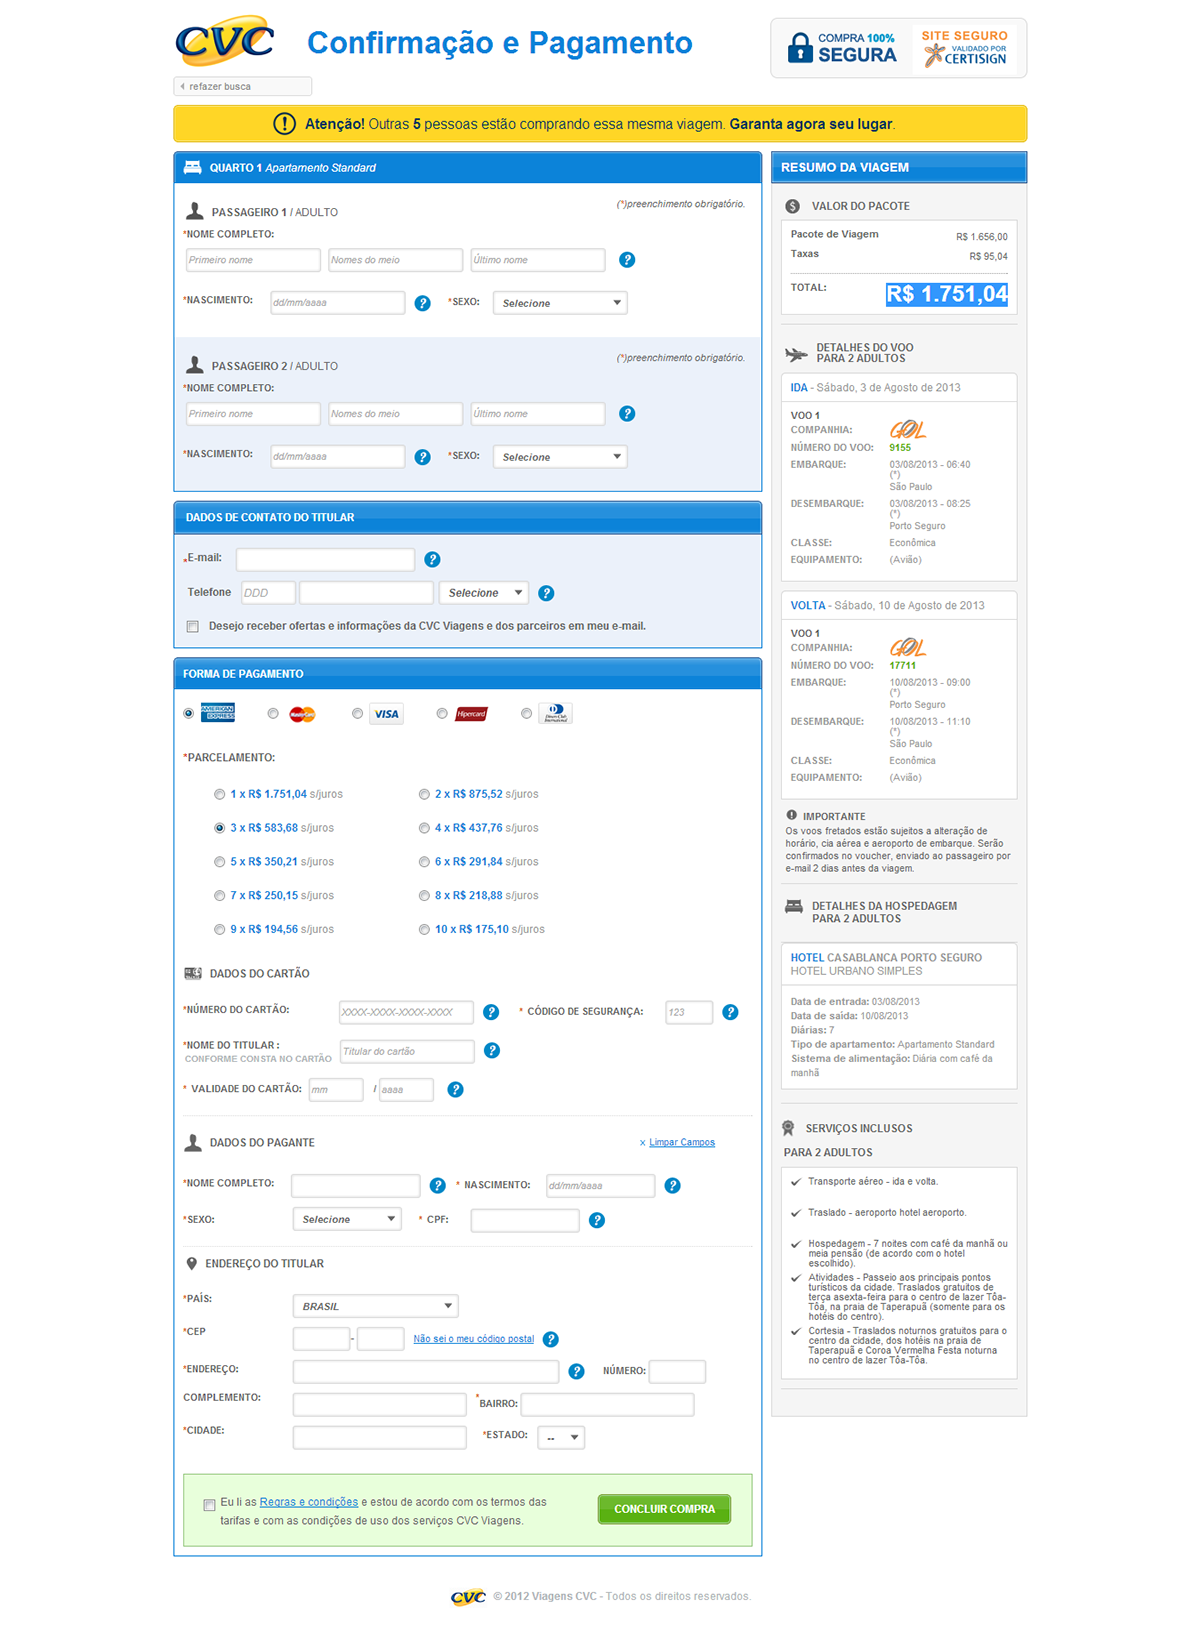 CVC
Confirmação e Pagamento
COMPRA 100%
SEGURA
SITE SEGURO
VALIDADO POR
CERTISIGN
refazer busca
Atenção! Outras 5 pessoas estão comprando essa mesma viagem. Garanta agora seu lugar.
QUARTO 1 Apartamento Standard
PASSAGEIRO 1 / ADULTO
(*)preenchimento obrigatório.
*NOME COMPLETO:
Primeiro nome
Nomes do meio
Último nome
?
*NASCIMENTO:
dd/mm/aaaa
?
*SEXO:
Selecione
PASSAGEIRO 2 / ADULTO
(*)preenchimento obrigatório.
*NOME COMPLETO:
Primeiro nome
Nomes do meio
Último nome
?
*NASCIMENTO:
dd/mm/aaaa
?
*SEXO:
Selecione
DADOS DE CONTATO DO TITULAR
*E-mail:
?
Telefone
DDD
Selecione
?
Desejo receber ofertas e informações da CVC Viagens e dos parceiros em meu e-mail.
FORMA DE PAGAMENTO
AMERICAN EXPRESS
MasterCard
VISA
Hipercard
Diners Club International
*PARCELAMENTO:
1 x R$ 1.751,04 s/juros
2 x R$ 875,52 s/juros
3 x R$ 583,68 s/juros
4 x R$ 437,76 s/juros
5 x R$ 350,21 s/juros
6 x R$ 291,84 s/juros
7 x R$ 250,15 s/juros
8 x R$ 218,88 s/juros
9 x R$ 194,56 s/juros
10 x R$ 175,10 s/juros
DADOS DO CARTÃO
*NÚMERO DO CARTÃO:
XXXX-XXXX-XXXX-XXXX
?
* CÓDIGO DE SEGURANÇA:
123
?
*NOME DO TITULAR :
CONFORME CONSTA NO CARTÃO
Titular do cartão
?
* VALIDADE DO CARTÃO:
mm
/
aaaa
?
DADOS DO PAGANTE
x Limpar Campos
*NOME COMPLETO:
?
* NASCIMENTO:
dd/mm/aaaa
?
*SEXO:
Selecione
* CPF:
?
ENDEREÇO DO TITULAR
*PAÍS:
BRASIL
*CEP
-
Não sei o meu código postal
?
*ENDEREÇO:
?
NÚMERO:
COMPLEMENTO:
*BAIRRO:
*CIDADE:
*ESTADO:
--
Eu li as Regras e condições e estou de acordo com os termos das
tarifas e com as condições de uso dos serviços CVC Viagens.
CONCLUIR COMPRA
RESUMO DA VIAGEM
VALOR DO PACOTE
Pacote de Viagem
R$ 1.656,00
Taxas
R$ 95,04
TOTAL:
R$ 1.751,04
DETALHES DO VOO
PARA 2 ADULTOS
IDA - Sábado, 3 de Agosto de 2013
VOO 1
COMPANHIA:
GOL
NÚMERO DO VOO:
9155
EMBARQUE:
03/08/2013 - 06:40
(*)
São Paulo
DESEMBARQUE:
03/08/2013 - 08:25
(*)
Porto Seguro
CLASSE:
Econômica
EQUIPAMENTO:
(Avião)
VOLTA - Sábado, 10 de Agosto de 2013
VOO 1
COMPANHIA:
GOL
NÚMERO DO VOO:
17711
EMBARQUE:
10/08/2013 - 09:00
(*)
Porto Seguro
DESEMBARQUE:
10/08/2013 - 11:10
(*)
São Paulo
CLASSE:
Econômica
EQUIPAMENTO:
(Avião)
IMPORTANTE
Os voos fretados estão sujeitos a alteração de
horário, cia aérea e aeroporto de embarque. Serão
confirmados no voucher, enviado ao passageiro por
e-mail 2 dias antes da viagem.
DETALHES DA HOSPEDAGEM
PARA 2 ADULTOS
HOTEL CASABLANCA PORTO SEGURO
HOTEL URBANO SIMPLES
Data de entrada: 03/08/2013
Data de saída: 10/08/2013
Diárias: 7
Tipo de apartamento: Apartamento Standard
Sistema de alimentação: Diária com café da
manhã
SERVIÇOS INCLUSOS
PARA 2 ADULTOS
Transporte aéreo - ida e volta.
Traslado - aeroporto hotel aeroporto.
Hospedagem - 7 noites com café da manhã ou
meia pensão (de acordo com o hotel
escolhido).
Atividades - Passeio aos principais pontos
turísticos da cidade. Traslados gratuitos de
terça asexta-feira para o centro de lazer Tôa-
Tôa, na praia de Taperapuã (somente para os
hotéis do centro).
Cortesia - Traslados noturnos gratuitos para o
centro da cidade, dos hotéis na praia de
Taperapuã e Coroa Vermelha Festa noturna
no centro de lazer Tôa-Tôa.
CVC © 2012 Viagens CVC - Todos os direitos reservados.